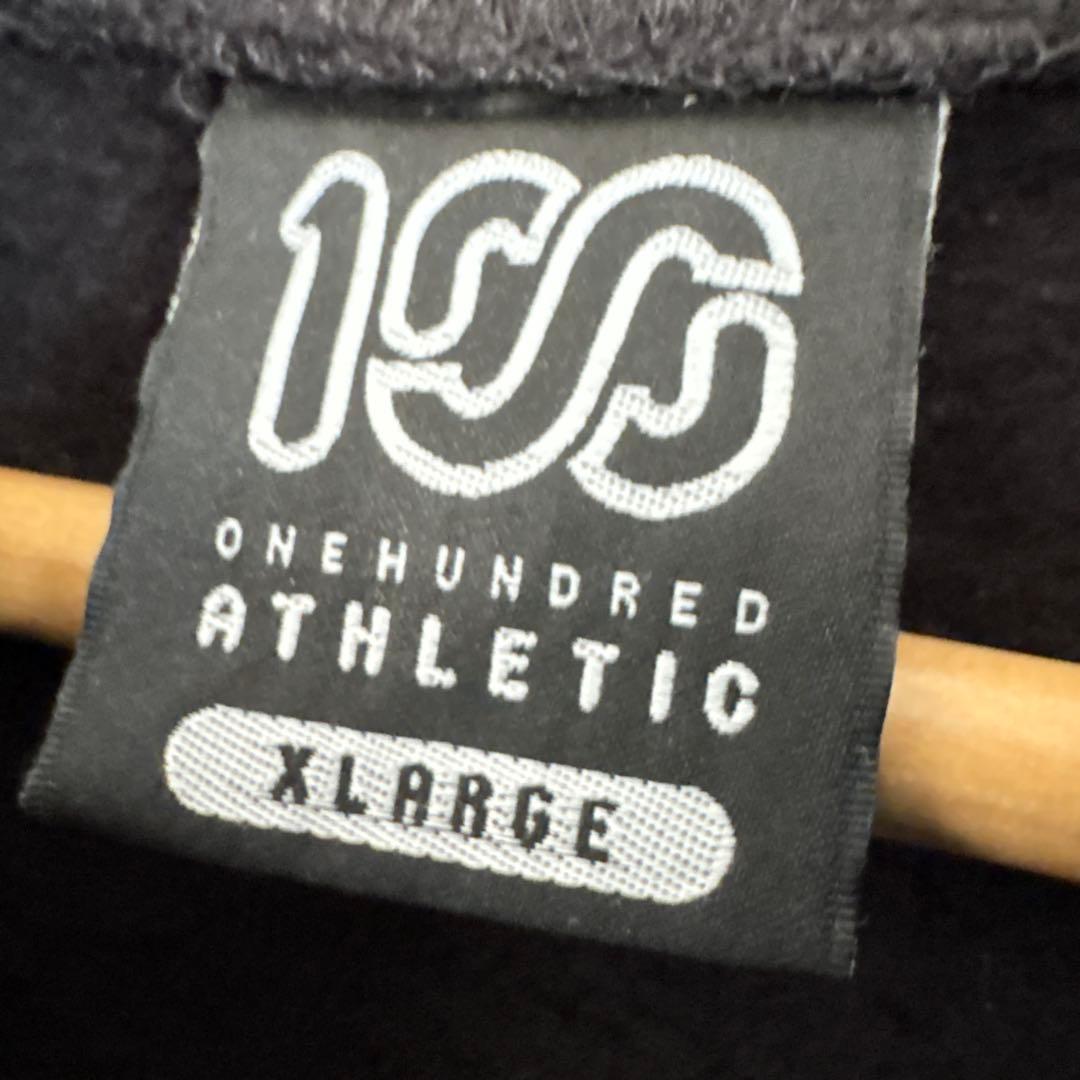 100
ONEHUNDRED
ATHLETIC
XLARGE